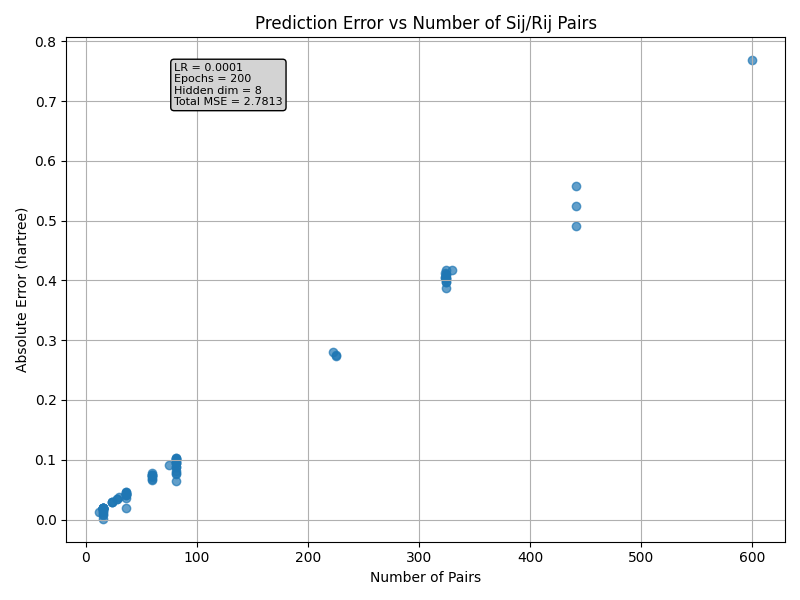 Prediction Error vs Number of Sij/Rij Pairs
LR = 0.0001
Epochs = 200
Hidden dim = 8
Total MSE = 2.7813
Absolute Error (hartree)
0.8
0.7
0.6
0.5
0.4
0.3
0.2
0.1
0.0
0 100 200 300 400 500 600
Number of Pairs